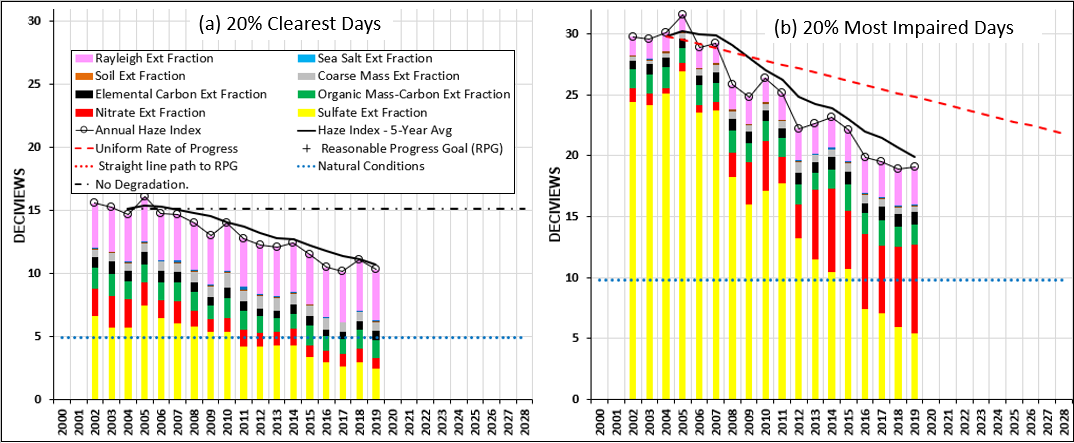 (a) 20% Clearest Days
30
25
20
15
10
5
0
DECIVIEWS
Rayleigh Ext Fraction
Sea Salt Ext Fraction
Soil Ext Fraction
Coarse Mass Ext Fraction
Elemental Carbon Ext Fraction
Organic Mass-Carbon Ext Fraction
Nitrate Ext Fraction
Sulfate Ext Fraction
Annual Haze Index
Haze Index - 5-Year Avg
Uniform Rate of Progress
Reasonable Progress Goal (RPG)
Straight line path to RPG
Natural Conditions
No Degradation.
2000 2001 2002 2003 2004 2005 2006 2007 2008 2009 2010 2011 2012 2013 2014 2015 2016 2017 2018 2019 2020 2021 2022 2023 2024 2025 2026 2027 2028
(b) 20% Most Impaired Days
30
25
20
15
10
5
0
DECIVIEWS
2000 2001 2002 2003 2004 2005 2006 2007 2008 2009 2010 2011 2012 2013 2014 2015 2016 2017 2018 2019 2020 2021 2022 2023 2024 2025 2026 2027 2028